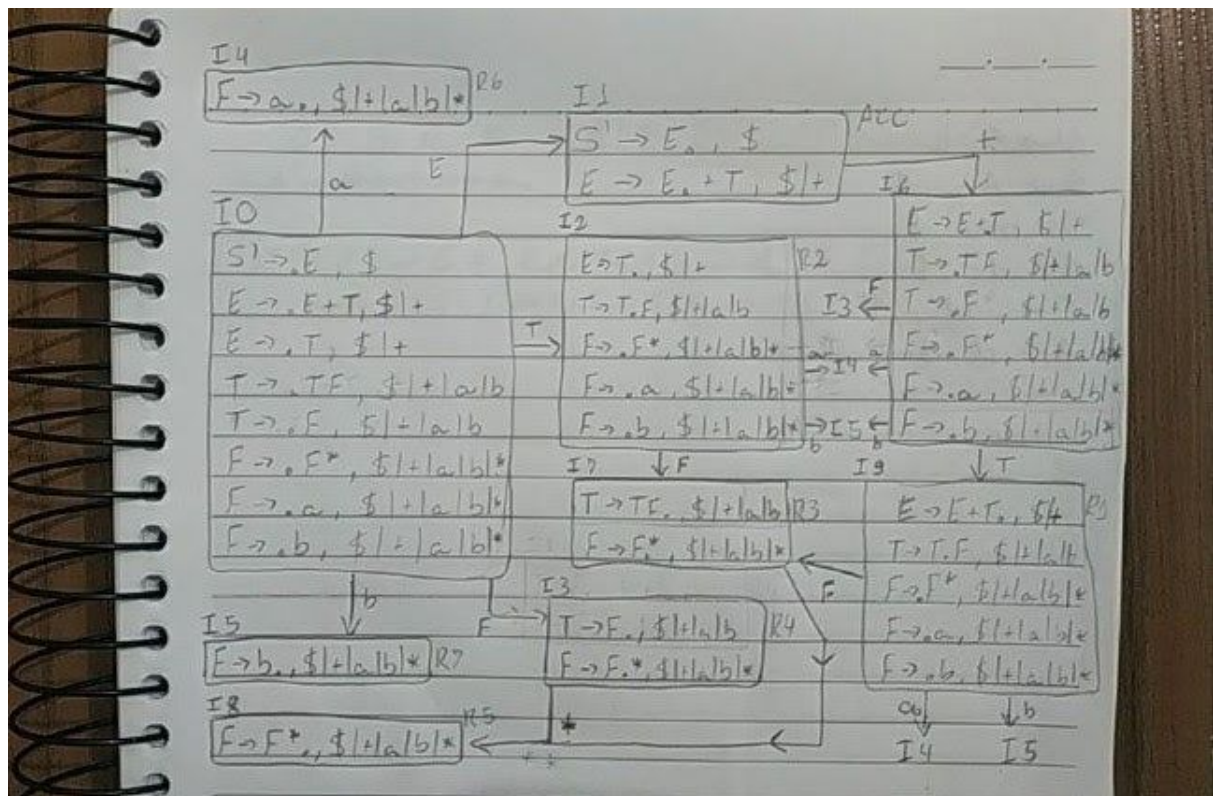 I4
F→a., $|+|a|b|* R6
I1
S'→E., $ ACC
E→E.+T, $|+
+
a
E
I0
S'→.E, $
E→.E+T, $|+
E→.T, $|+
T→.TF, $|+|a|b
T→.F, $|+|a|b
F→.F*, $|+|a|b|*
F→.a, $|+|a|b|*
F→.b, $|+|a|b|*
T
I2
E→T., $|+ R2
T→T.F, $|+|a|b
F→.F*, $|+|a|b|*
F→.a, $|+|a|b|*
F→.b, $|+|a|b|*
I3 F
a I4 a
b I5 b
I6
E→E+.T, $|+
T→.TF, $|+|a|b
T→.F, $|+|a|b
F→.F*, $|+|a|b|*
F→.a, $|+|a|b|*
F→.b, $|+|a|b|*
F
T
I7
T→TF., $|+|a|b R3
F→F.*, $|+|a|b|*
I9
E→E+T., $|+
T→T.F, $|+|a|b
F→.F*, $|+|a|b|*
F→.a, $|+|a|b|*
F→.b, $|+|a|b|*
F
b
F
I3
T→F., $|+|a|b R4
F→F.*, $|+|a|b|*
I5
F→b., $|+|a|b|* R7
I8
F→F*., $|+|a|b|* R5
*
a b
I4 I5